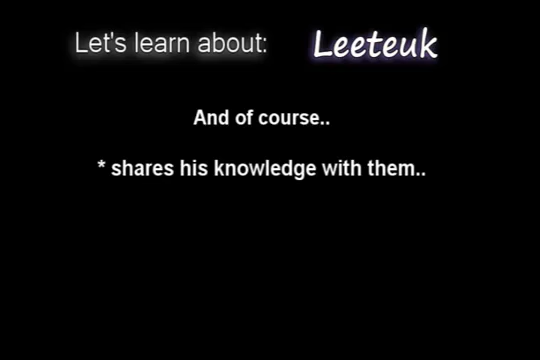 Let's learn about: Leeteuk
And of course..
* shares his knowledge with them..